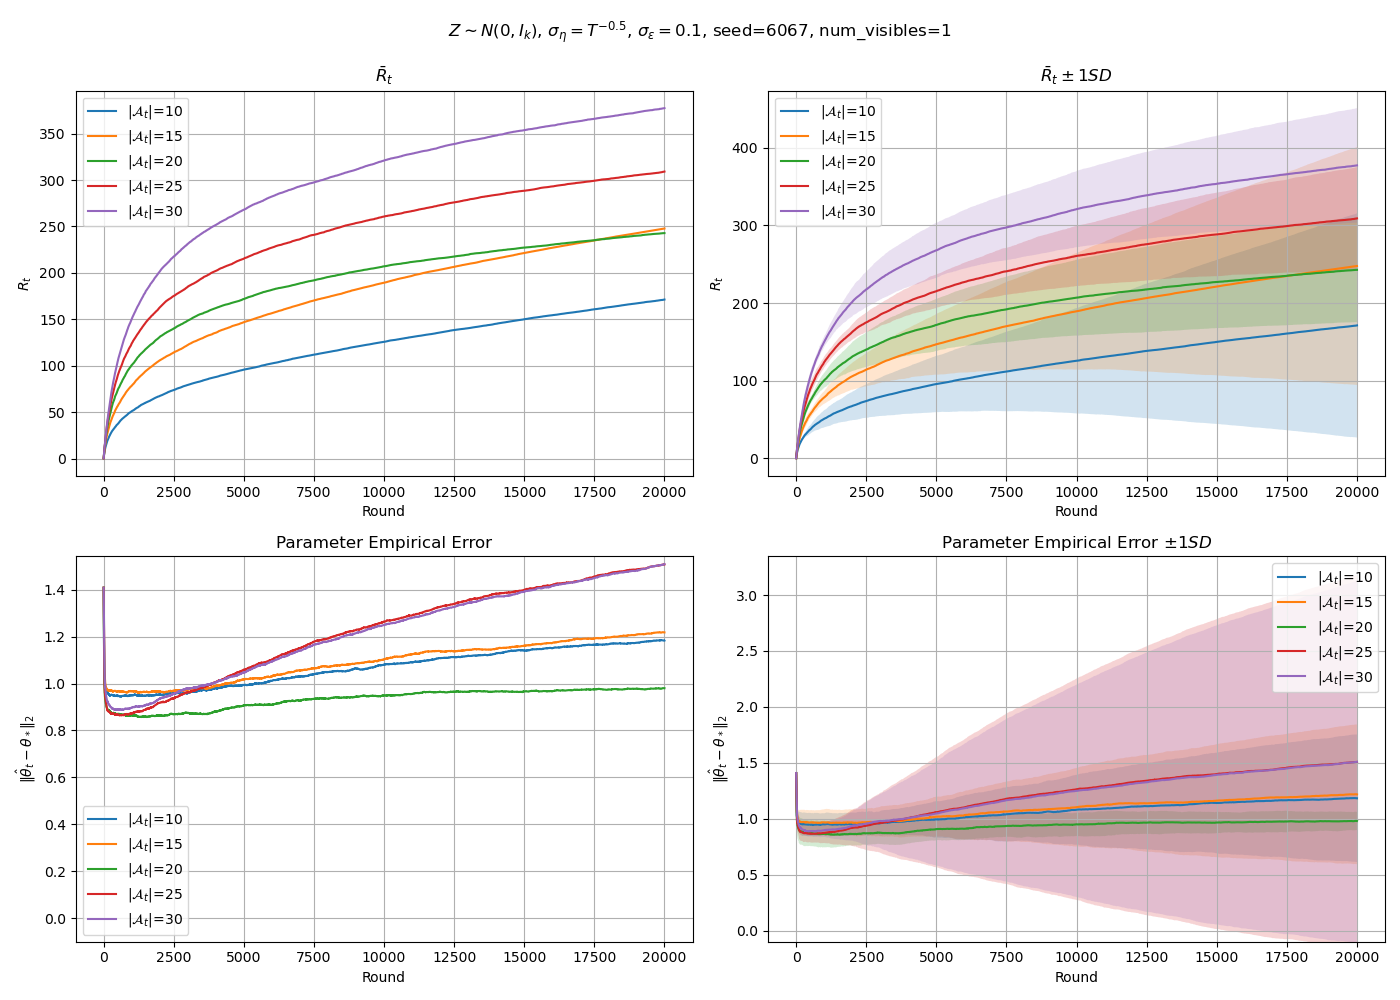 Z ∼ N(0, I_k), σ_η = T^{−0.5}, σ_ε = 0.1, seed=6067, num_visibles=1
R̄_t
R_t
350
300
250
200
150
100
50
0
|𝒜_t|=10
|𝒜_t|=15
|𝒜_t|=20
|𝒜_t|=25
|𝒜_t|=30
0 2500 5000 7500 10000 12500 15000 17500 20000
Round
R̄_t ± 1SD
R_t
400
300
200
100
0
|𝒜_t|=10
|𝒜_t|=15
|𝒜_t|=20
|𝒜_t|=25
|𝒜_t|=30
0 2500 5000 7500 10000 12500 15000 17500 20000
Round
Parameter Empirical Error
‖θ̂_t − θ_*‖_2
1.4
1.2
1.0
0.8
0.6
0.4
0.2
0.0
|𝒜_t|=10
|𝒜_t|=15
|𝒜_t|=20
|𝒜_t|=25
|𝒜_t|=30
0 2500 5000 7500 10000 12500 15000 17500 20000
Round
Parameter Empirical Error ±1SD
‖θ̂_t − θ_*‖_2
3.0
2.5
2.0
1.5
1.0
0.5
0.0
|𝒜_t|=10
|𝒜_t|=15
|𝒜_t|=20
|𝒜_t|=25
|𝒜_t|=30
0 2500 5000 7500 10000 12500 15000 17500 20000
Round